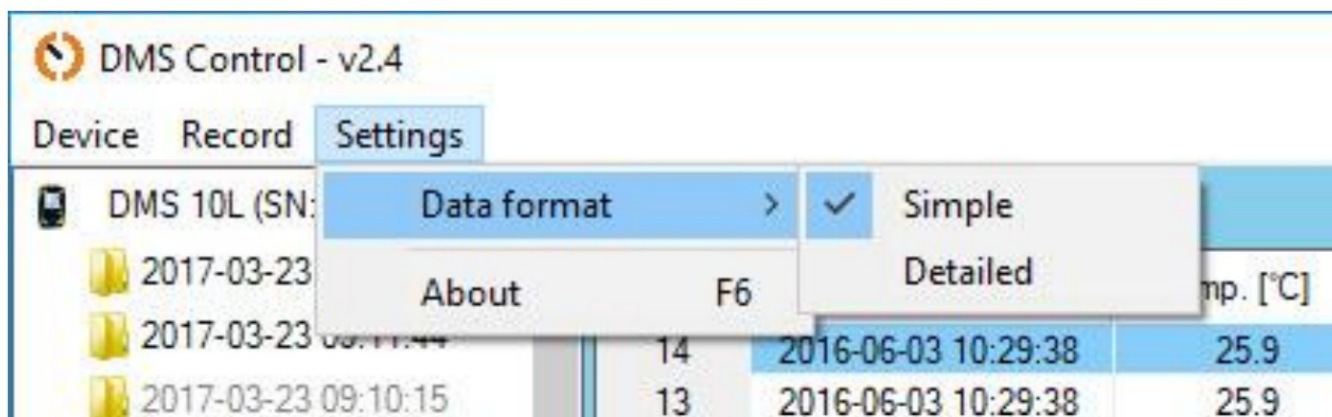 DMS Control - v2.4
Device Record Settings
DMS 10L (SN:
Data format
Simple
Detailed
About F6
2017-03-23
2017-03-23
2017-03-23 09:10:15
[°C]
14 2016-06-03 10:29:38 25.9
13 2016-06-03 10:29:38 25.9